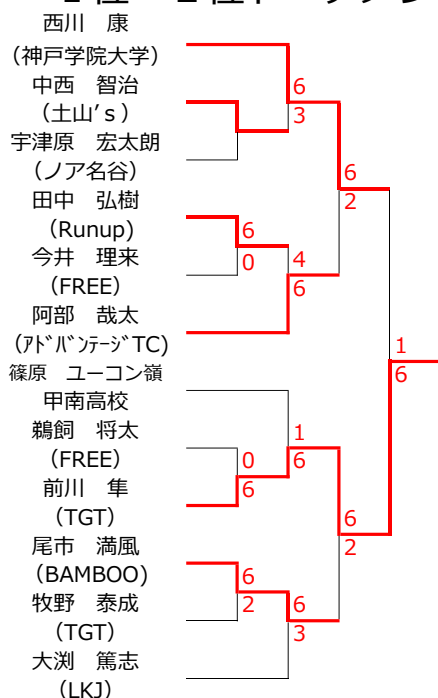 西川　康
(神戸学院大学)
中西　智治
(土山’ｓ)
宇津原　宏太朗
(ノア名谷)
田中　弘樹
(Runup)
今井　理来
(FREE)
阿部　哉太
(ｱﾄﾞﾊﾞﾝﾃｰｼﾞTC)
篠原　ユーコン嶺
甲南高校
鵜飼　将太
(FREE)
前川　隼
(TGT)
尾市　満風
(BAMBOO)
牧野　泰成
(TGT)
大渕　篤志
(LKJ)
6
3
6
2
6
0
4
6
1
6
1
6
0
6
6
2
6
2
6
3